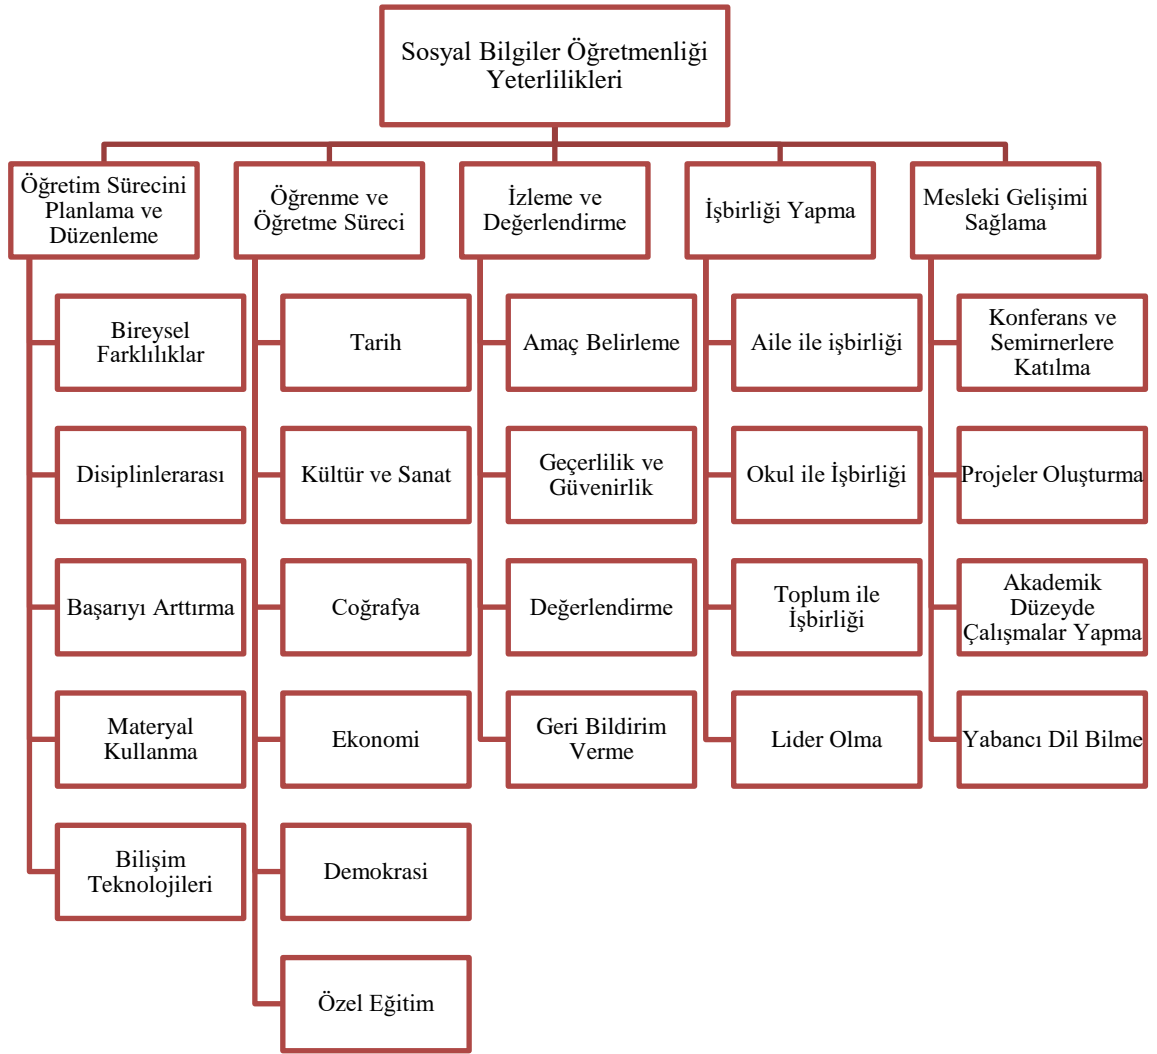 Sosyal Bilgiler Öğretmenliği
Yeterlilikleri
Öğretim Sürecini
Planlama ve
Düzenleme
Bireysel
Farklılıklar
Disiplinlerarası
Başarıyı Arttırma
Materyal
Kullanma
Bilişim
Teknolojileri
Öğrenme ve
Öğretme Süreci
Tarih
Kültür ve Sanat
Coğrafya
Ekonomi
Demokrasi
Özel Eğitim
İzleme ve
Değerlendirme
Amaç Belirleme
Geçerlilik ve
Güvenirlik
Değerlendirme
Geri Bildirim
Verme
İşbirliği Yapma
Aile ile işbirliği
Okul ile İşbirliği
Toplum ile
İşbirliği
Lider Olma
Mesleki Gelişimi
Sağlama
Konferans ve
Semirnerlere
Katılma
Projeler Oluşturma
Akademik
Düzeyde
Çalışmalar Yapma
Yabancı Dil Bilme